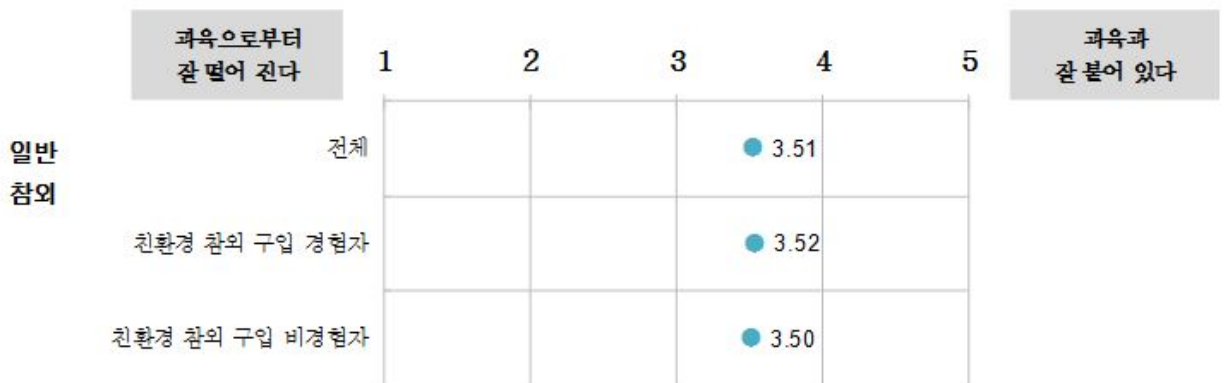 과육으로부터
잘 떨어 진다
1 2 3 4 5
과육과
잘 붙어 있다
일반
참외
전체
3.51
친환경 참외 구입 경험자
3.52
친환경 참외 구입 비경험자
3.50